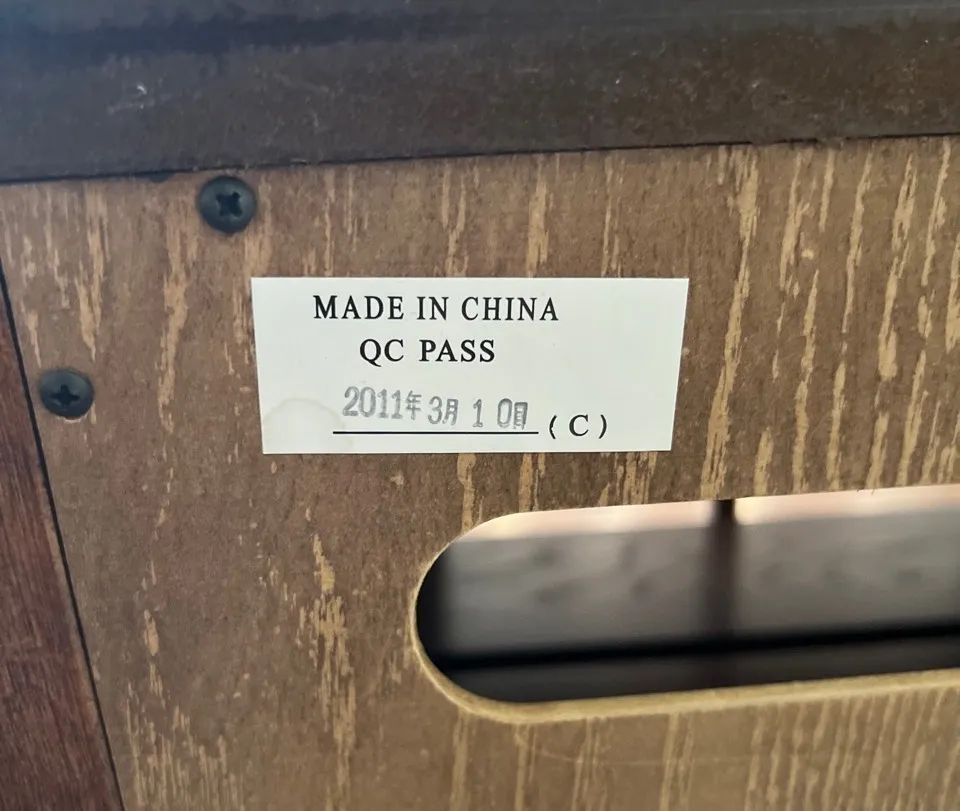 MADE IN CHINA
QC PASS
2011年 3月 10日 (C)